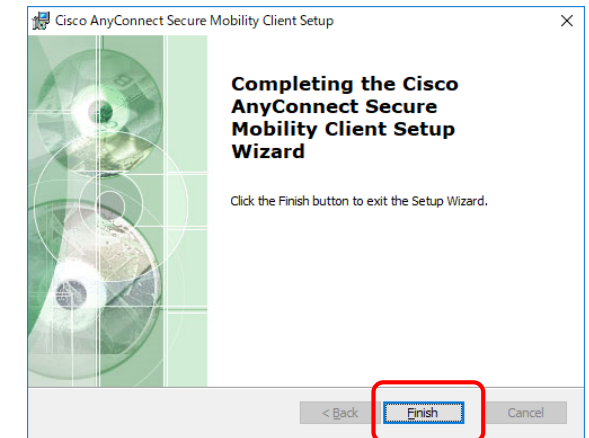 Cisco AnyConnect Secure Mobility Client Setup
Completing the Cisco
AnyConnect Secure
Mobility Client Setup
Wizard
Click the Finish button to exit the Setup Wizard.
< Back Finish Cancel